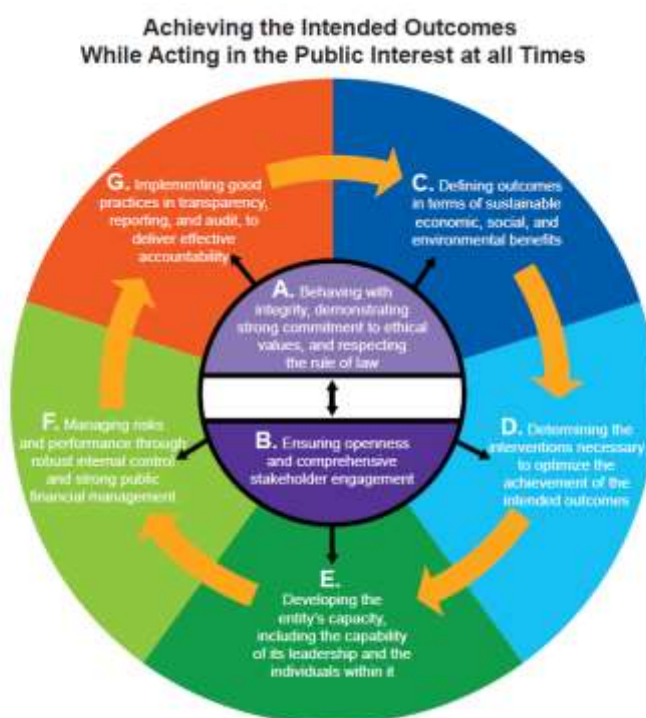 Achieving the Intended Outcomes
While Acting in the Public Interest at all Times
G. Implementing good
practices in transparency,
reporting, and audit, to
deliver effective
accountability
C. Defining outcomes
in terms of sustainable
economic, social, and
environmental benefits
A. Behaving with
integrity, demonstrating
strong commitment to ethical
values, and respecting
the rule of law
B. Ensuring openness
and comprehensive
stakeholder engagement
F. Managing risks
and performance through
robust internal control
and strong public
financial management
D. Determining the
interventions necessary
to optimize the
achievement of the
intended outcomes
E.
Developing the
entity's capacity,
including the capability
of its leadership and the
individuals within it